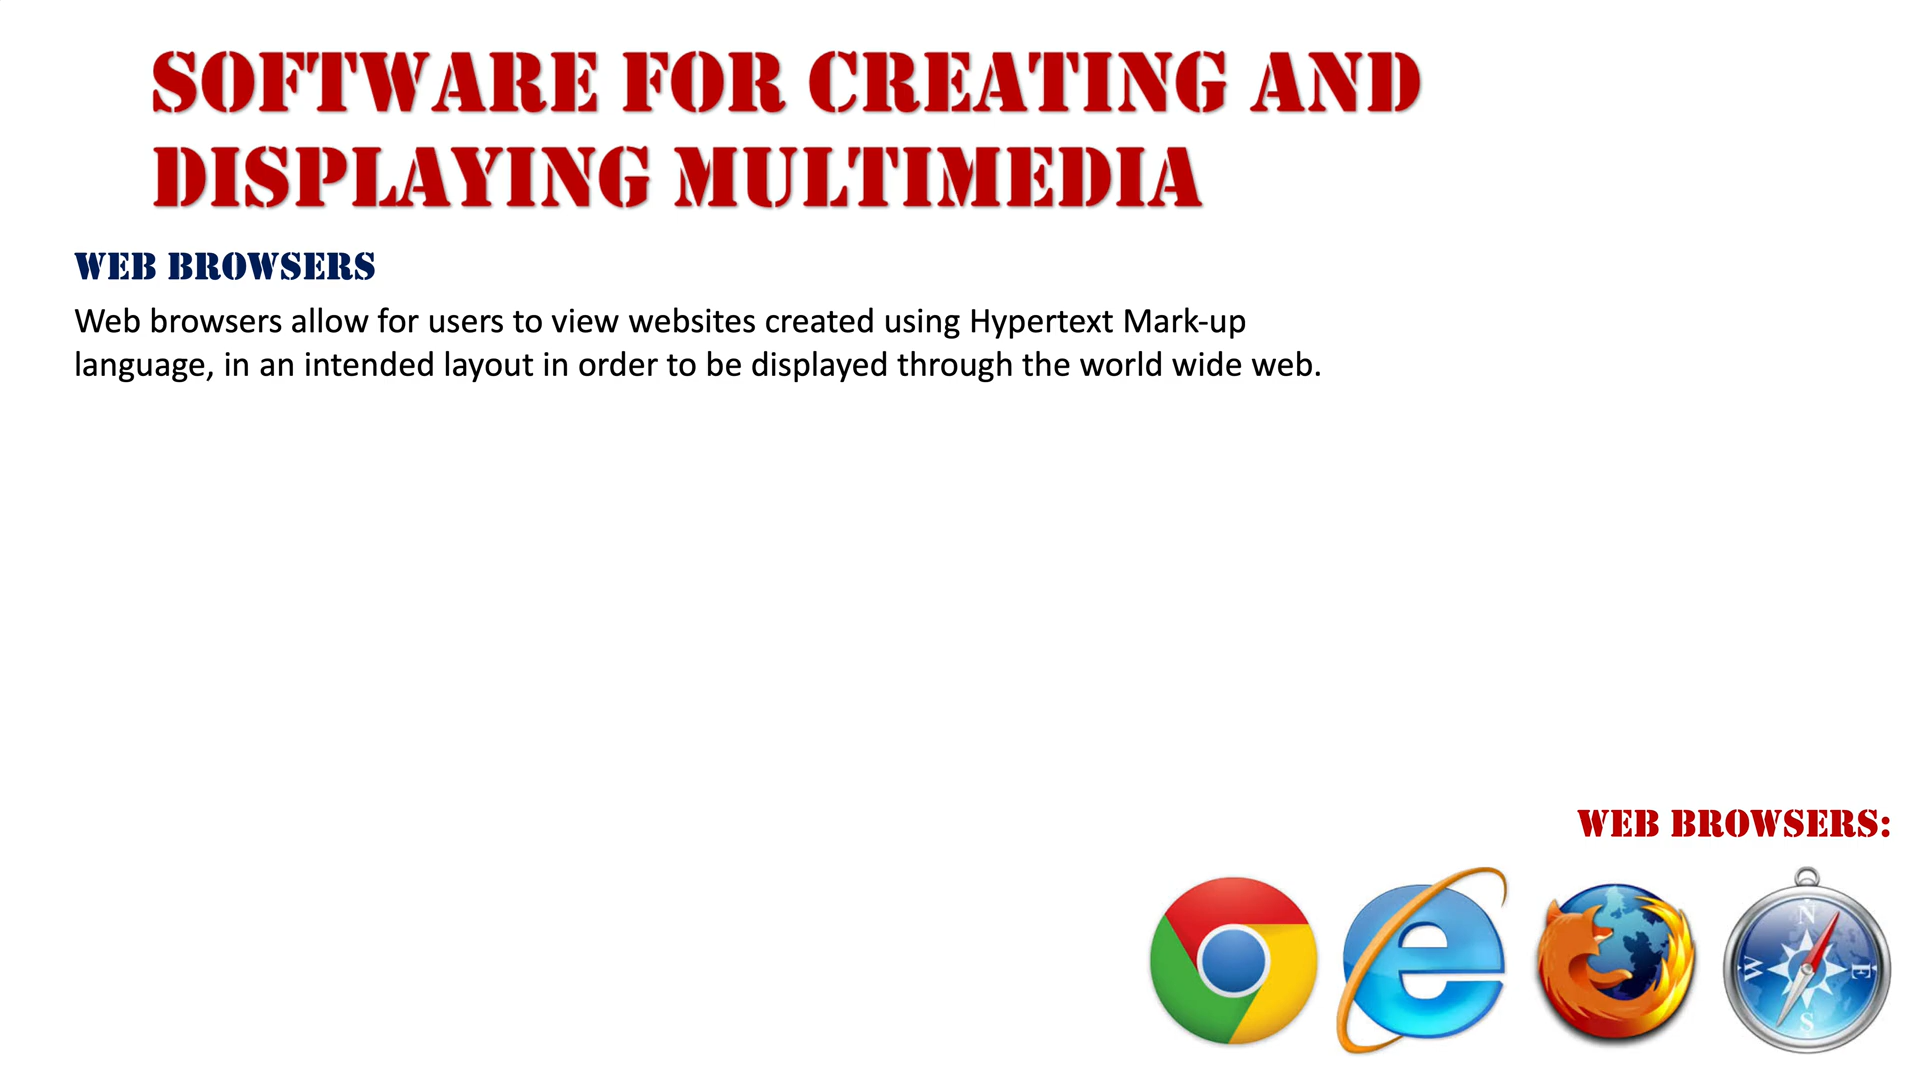 SOFTWARE FOR CREATING AND
DISPLAYING MULTIMEDIA
WEB BROWSERS
Web browsers allow for users to view websites created using Hypertext Mark-up
language, in an intended layout in order to be displayed through the world wide web.
WEB BROWSERS:
N
W E
S